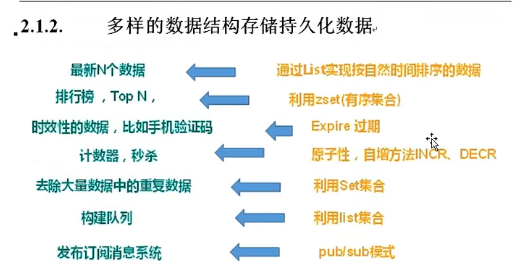 2.1.2. 多样的数据结构存储持久化数据
最新N个数据 通过List实现按自然时间排序的数据
排行榜，Top N， 利用zset(有序集合)
时效性的数据，比如手机验证码 Expire 过期
计数器，秒杀 原子性，自增方法INCR、DECR
去除大量数据中的重复数据 利用Set集合
构建队列 利用list集合
发布订阅消息系统 pub/sub模式